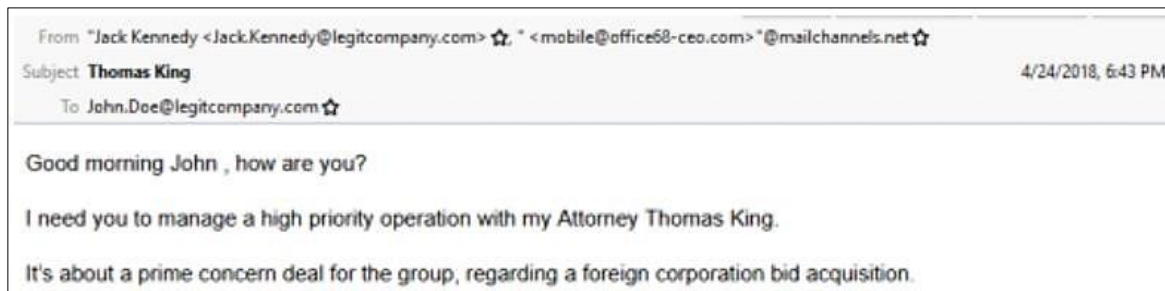 From "Jack Kennedy <Jack.Kennedy@legitcompany.com> ☆, " <mobile@office68-ceo.com>"@mailchannels.net ☆
Subject Thomas King 4/24/2018, 6:43 PM
To John.Doe@legitcompany.com ☆
Good morning John , how are you?
I need you to manage a high priority operation with my Attorney Thomas King.
It's about a prime concern deal for the group, regarding a foreign corporation bid acquisition.